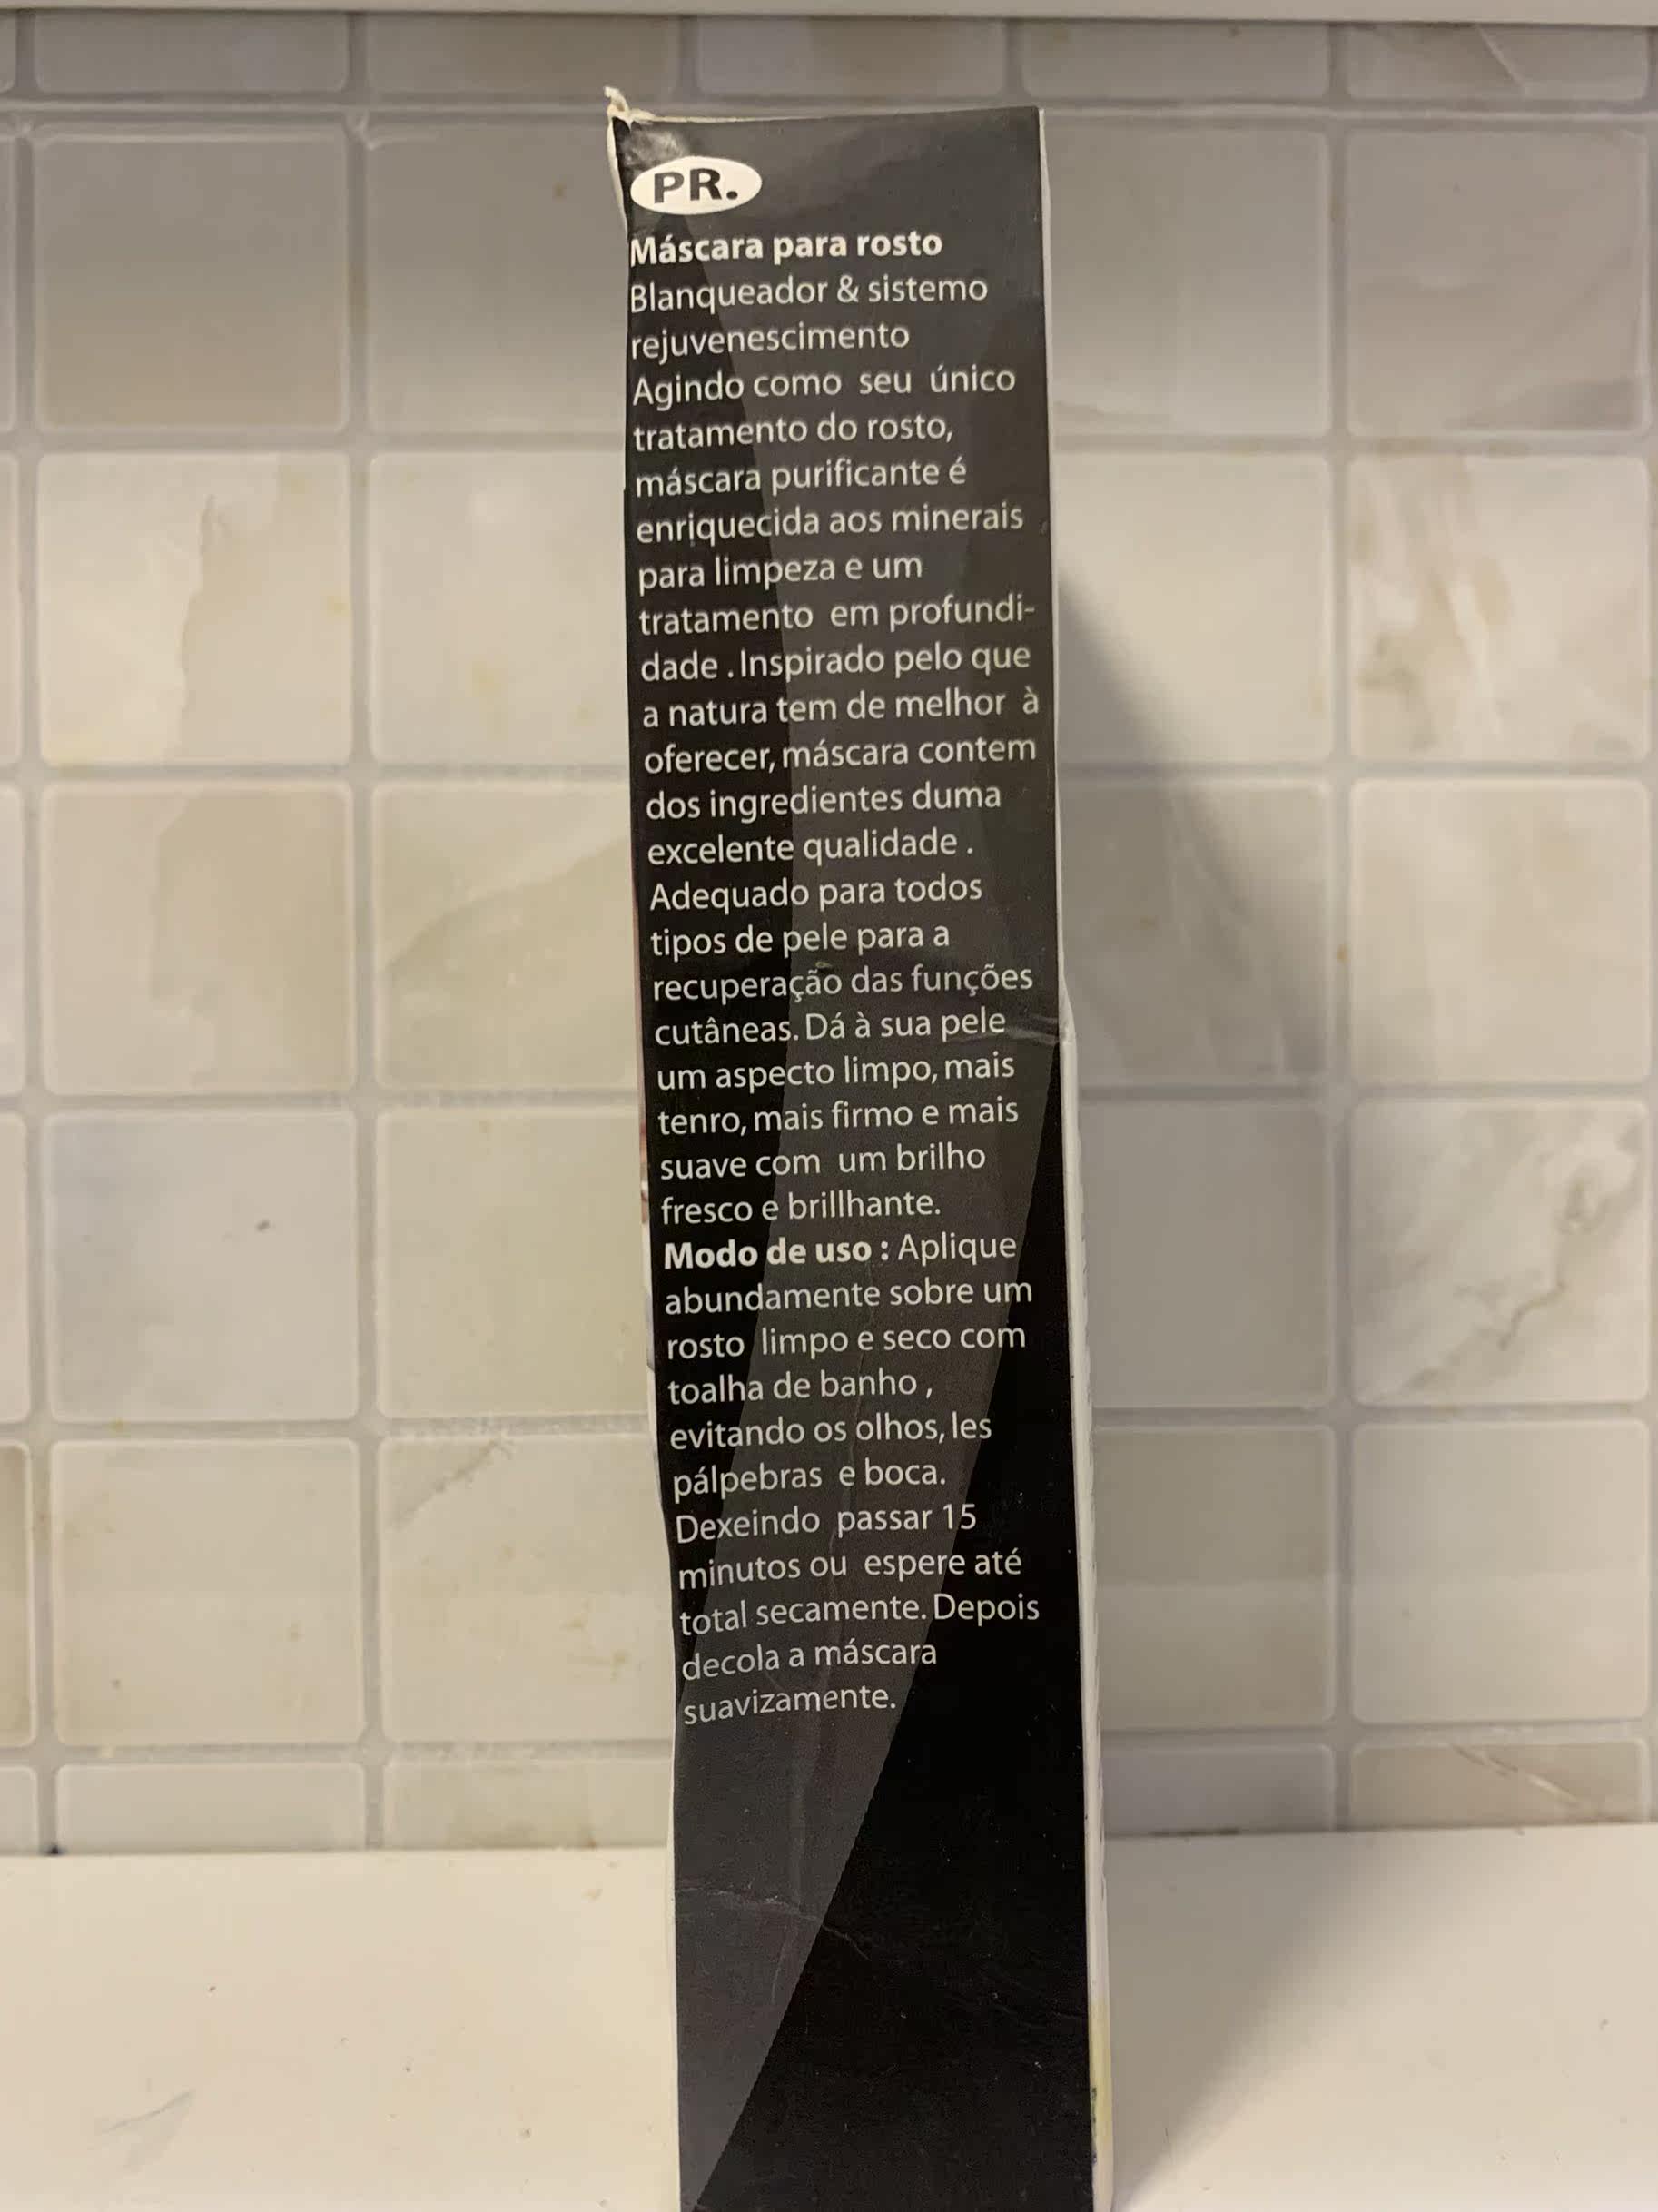 PR.
Máscara para rosto
Blanqueador & sistemo
rejuvenescimento
Agindo como seu único
tratamento do rosto,
máscara purificante é
enriquecida aos minerais
para limpeza e um
tratamento em profundi-
dade . Inspirado pelo que
a natura tem de melhor à
oferecer, máscara contem
dos ingredientes duma
excelente qualidade .
Adequado para todos
tipos de pele para a
recuperação das funções
cutâneas. Dá à sua pele
um aspecto limpo, mais
tenro, mais firmo e mais
suave com um brilho
fresco e brillhante.
Modo de uso : Aplique
abundamente sobre um
rosto limpo e seco com
toalha de banho ,
evitando os olhos, les
pálpebras e boca.
Dexeindo passar 15
minutos ou espere até
total secamente. Depois
decola a máscara
suavizamente.